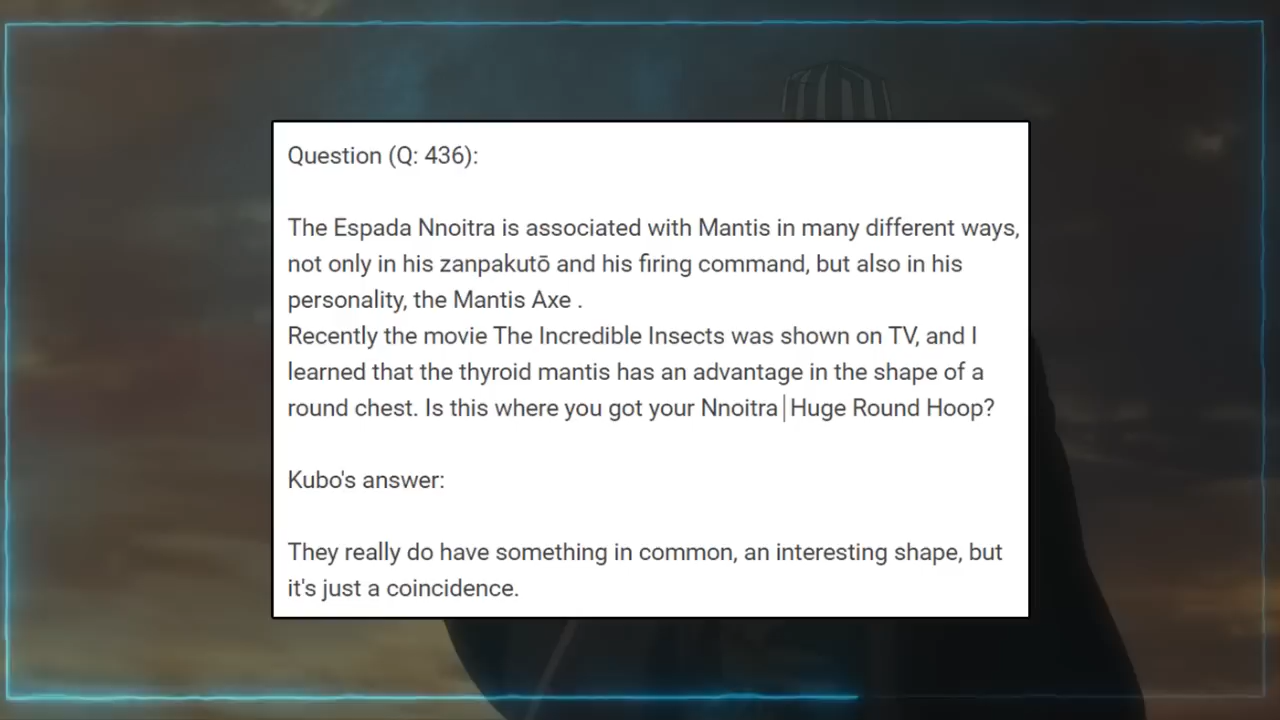 Question (Q: 436):
The Espada Nnoitra is associated with Mantis in many different ways,
not only in his zanpakutō and his firing command, but also in his
personality, the Mantis Axe .
Recently the movie The Incredible Insects was shown on TV, and I
learned that the thyroid mantis has an advantage in the shape of a
round chest. Is this where you got your Nnoitra Huge Round Hoop?
Kubo's answer:
They really do have something in common, an interesting shape, but
it's just a coincidence.